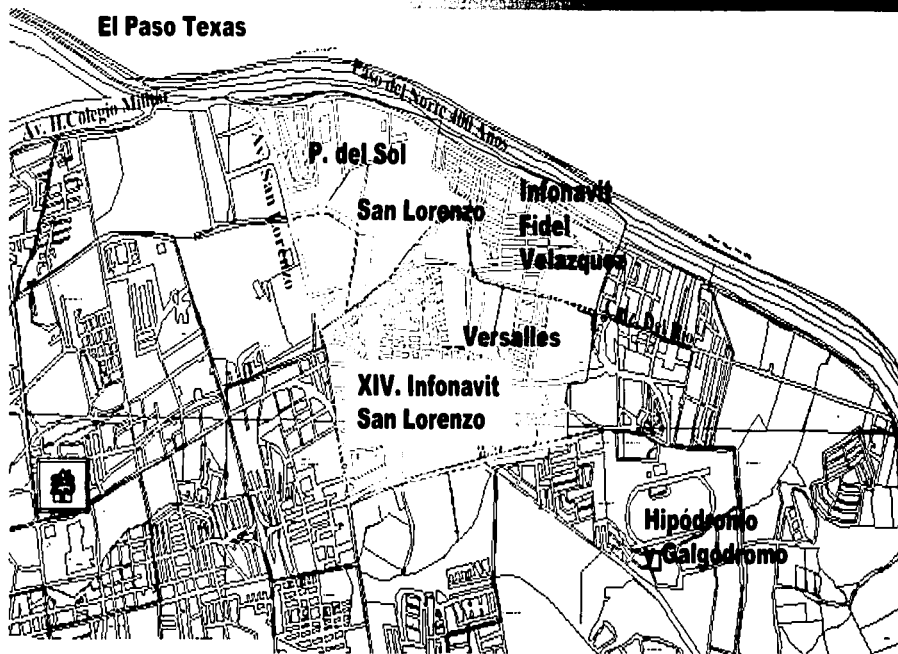 El Paso Texas
Paso del Norte 400 Años
Av. H. Colegio Militar
Av. San Lorenzo
P. del Sol
San Lorenzo
Infonavit
Fidel
Velazquez
Versalles
XIV. Infonavit
San Lorenzo
Hipódromo
y Galgódromo